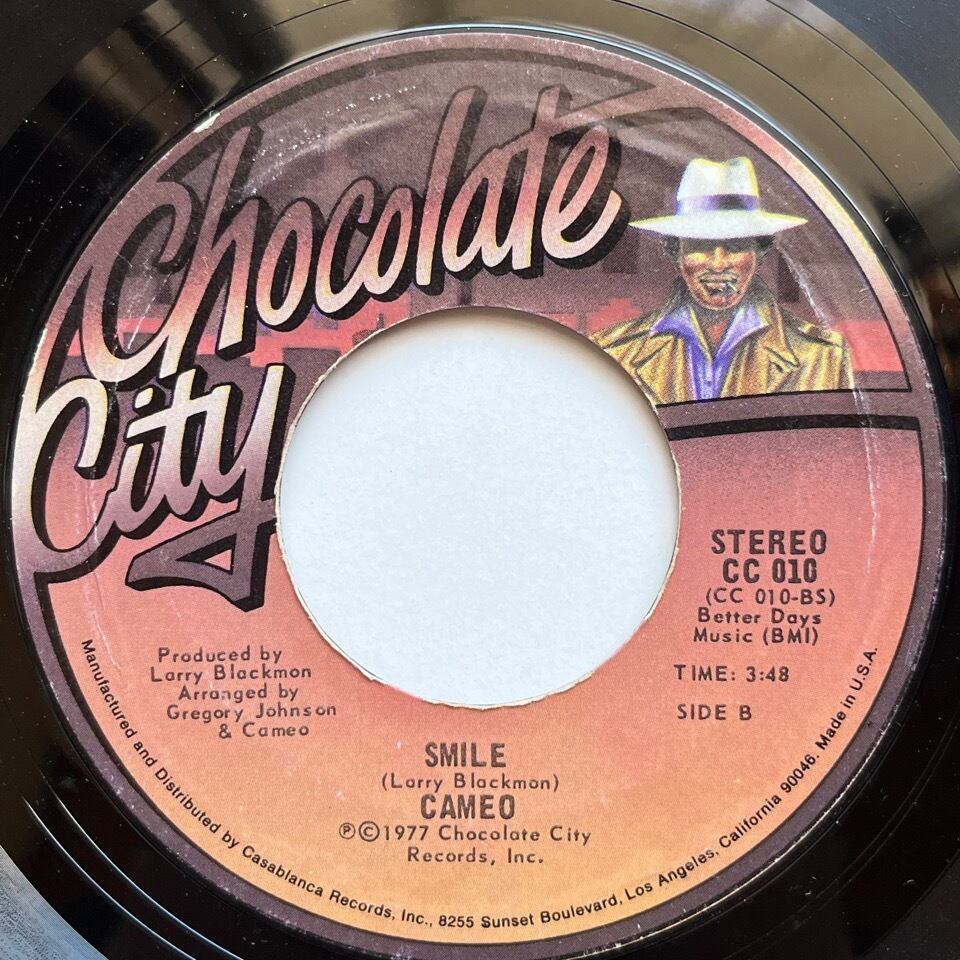 Chocolate
City
STEREO
CC 010
(CC 010-BS)
Better Days
Music (BMI)
TIME: 3:48
SIDE B
Produced by
Larry Blackmon
Arranged by
Gregory Johnson
& Cameo
SMILE
(Larry Blackmon)
CAMEO
℗©1977 Chocolate City
Records, Inc.
Manufactured and Distributed by Casablanca Records, Inc., 8255 Sunset Boulevard, Los Angeles, California 90046. Made in U.S.A.